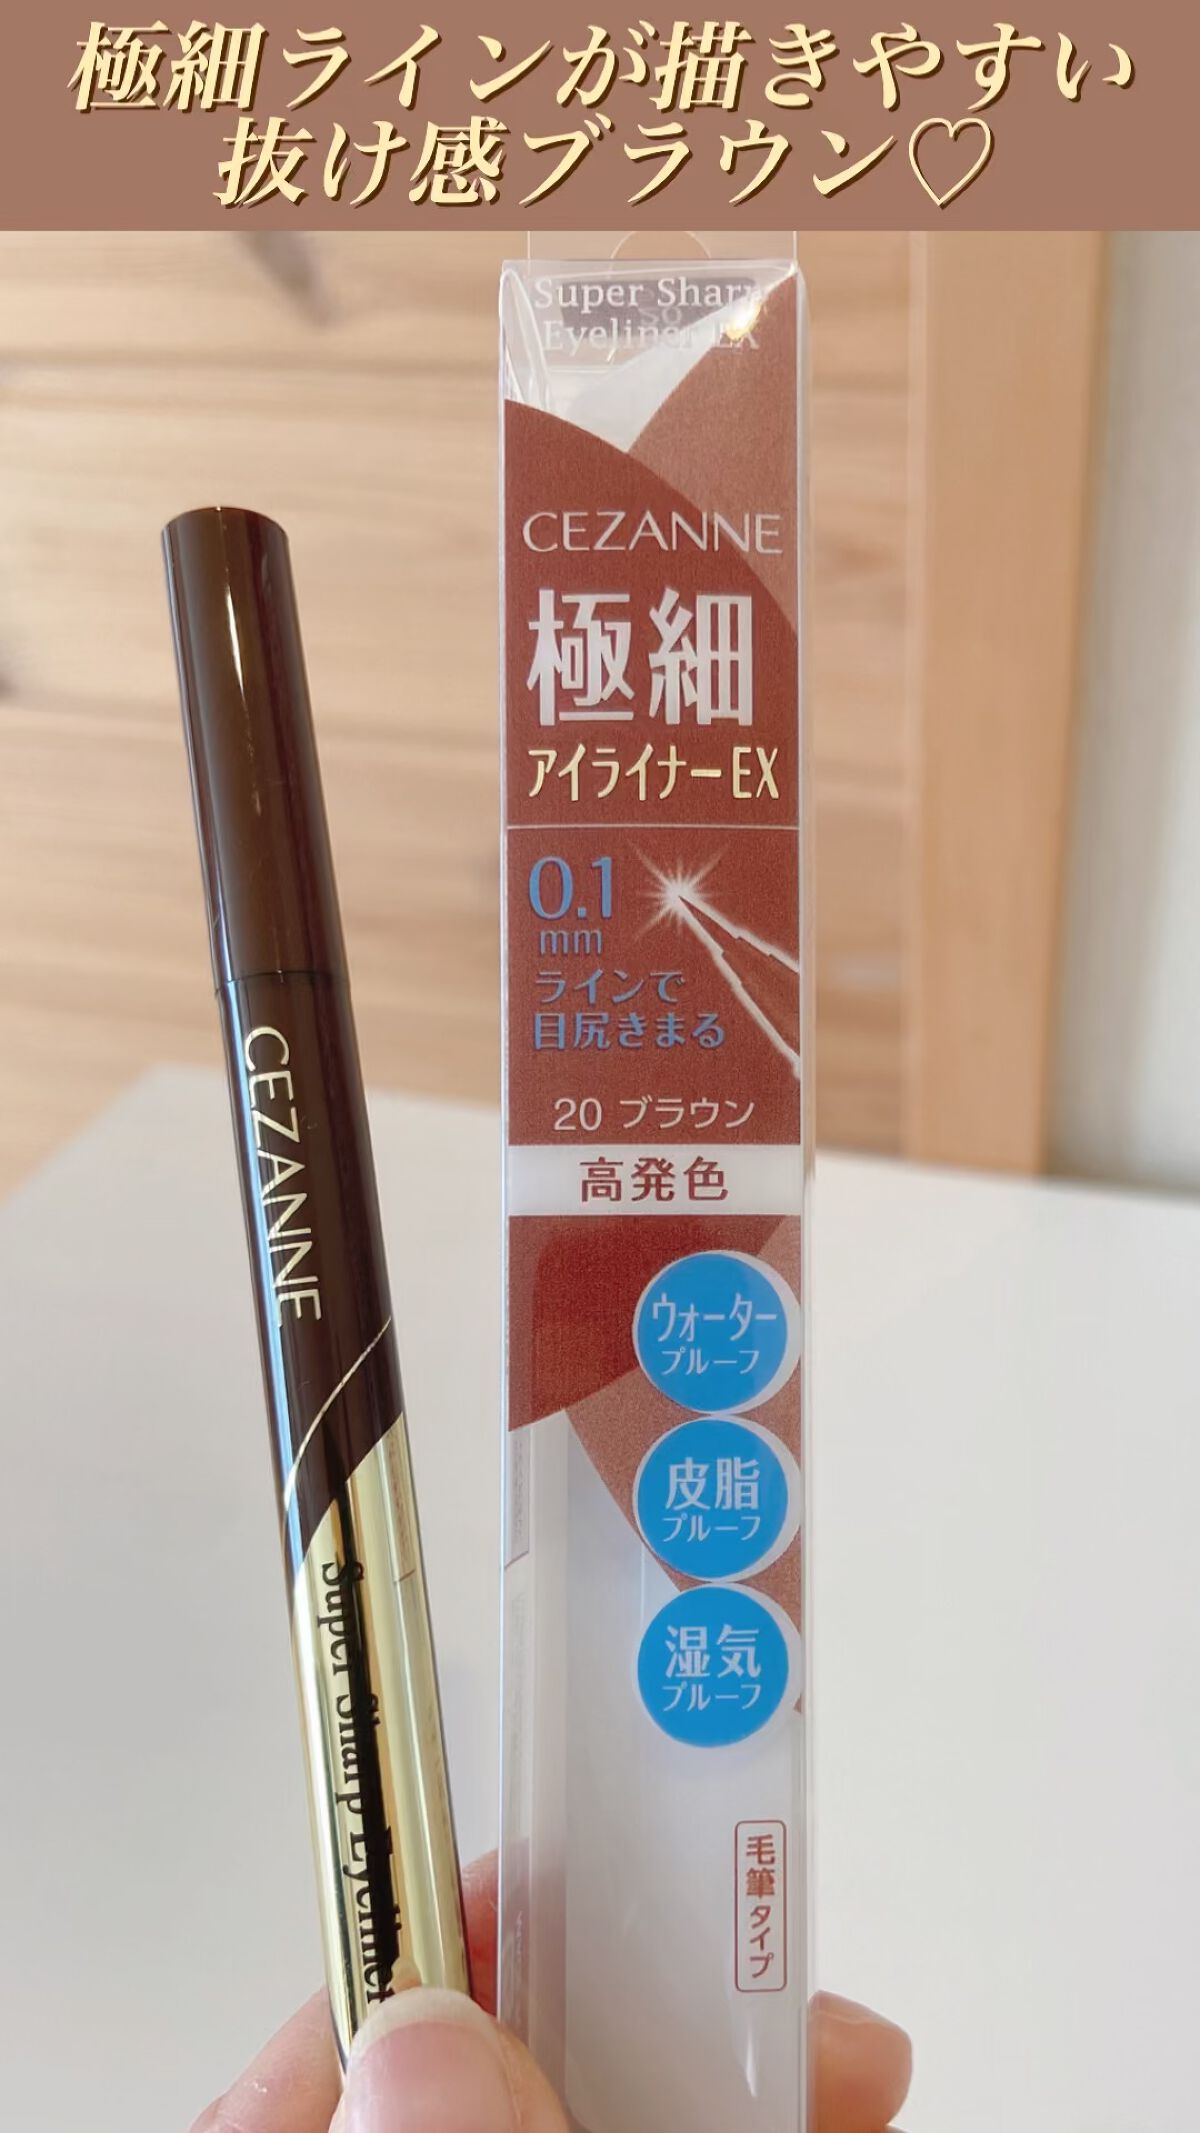 極細ラインが描きやすい
抜け感ブラウン♡
Super Sharp
Eyeliner EX
CEZANNE
極細
アイライナーEX
0.1
mm
ラインで
目尻きまる
20 ブラウン
高発色
ウォーター
プルーフ
皮脂
プルーフ
湿気
プルーフ
毛筆タイプ
CEZANNE
Super Sharp Eyeliner